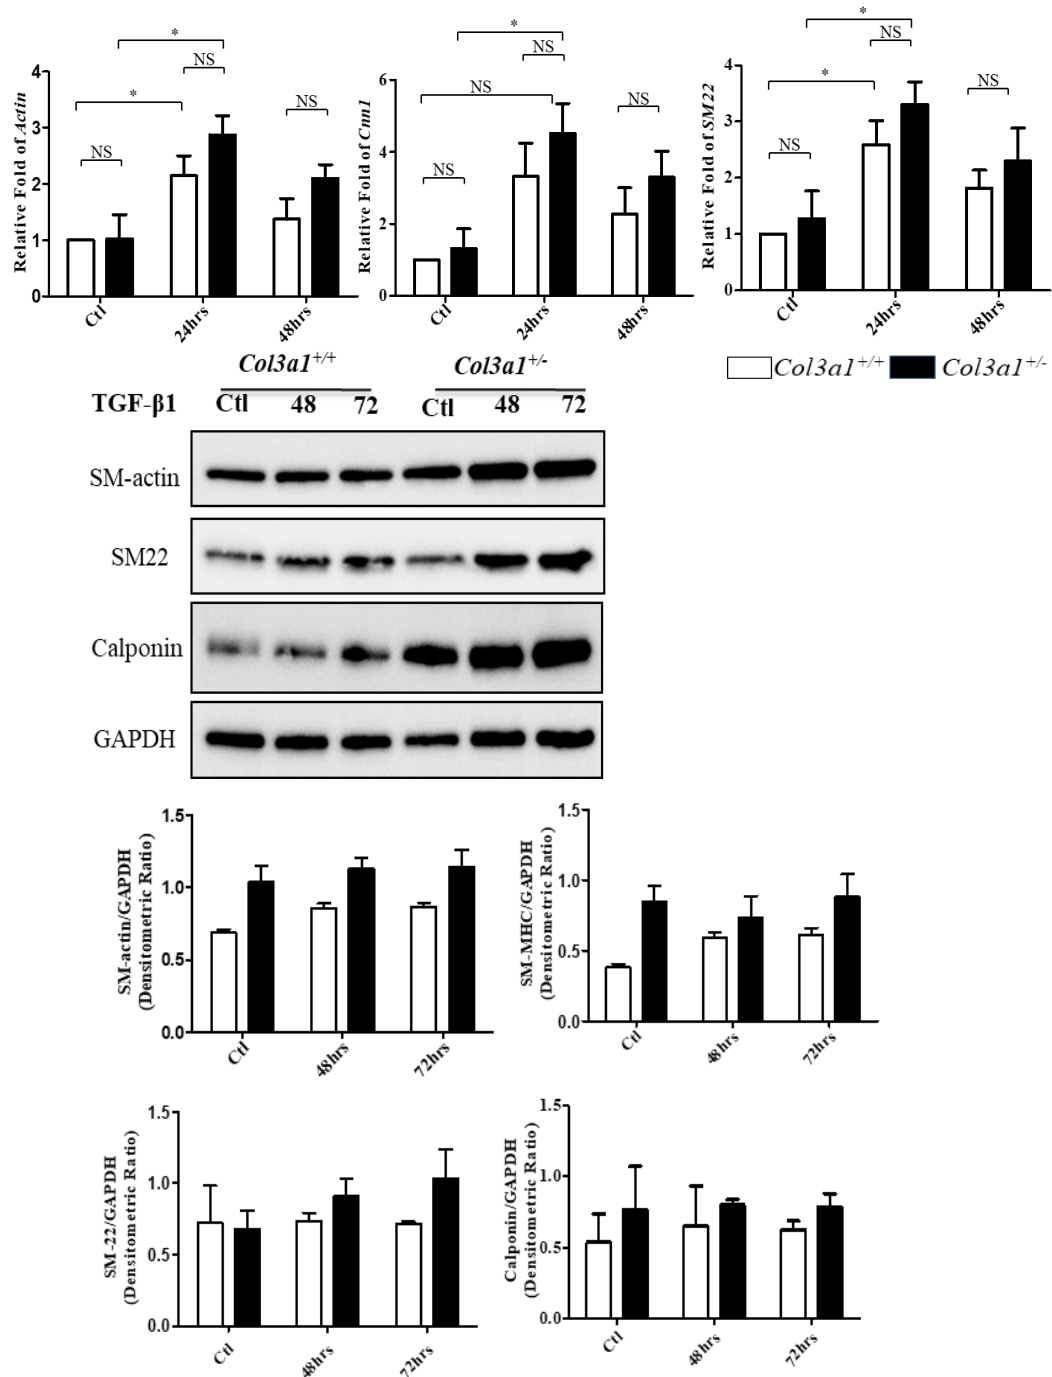 *
NS
*
NS
NS
Relative Fold of Actin
4
3
2
1
0
Ctl
24hrs
48hrs
*
NS
NS
NS
NS
Relative Fold of Cnn1
6
4
2
0
Ctl
24hrs
48hrs
*
NS
*
NS
NS
Relative Fold of SM22
4
3
2
1
0
Ctl
24hrs
48hrs
Col3a1+/+ Col3a1+/-
Col3a1+/+ Col3a1+/-
TGF-β1 Ctl 48 72 Ctl 48 72
SM-actin
SM22
Calponin
GAPDH
SM-actin/GAPDH
(Densitometric Ratio)
1.5
1.0
0.5
0.0
Ctl
48hrs
72hrs
SM-MHC/GAPDH
(Densitometric Ratio)
1.5
1.0
0.5
0.0
Ctl
48hrs
72hrs
SM-22/GAPDH
(Densitometric Ratio)
1.5
1.0
0.5
0.0
Ctl
48hrs
72hrs
Calponin/GAPDH
(Densitometric Ratio)
1.5
1.0
0.5
0.0
Ctl
48hrs
72hrs